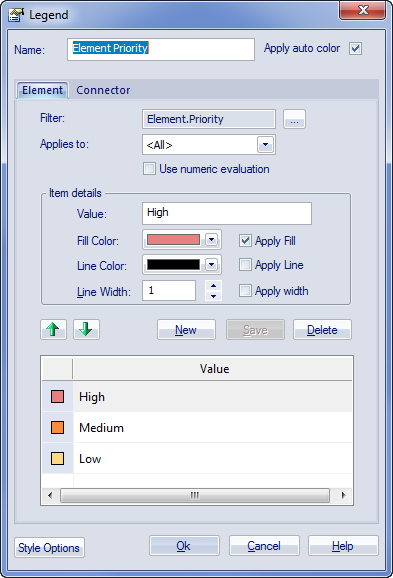 Legend
Name: Element Priority Apply auto color
Element Connector
Filter: Element.Priority ...
Applies to: <All>
Use numeric evaluation
Item details
Value: High
Fill Color: Apply Fill
Line Color: Apply Line
Line Width: 1 Apply width
New Save Delete
Value
High
Medium
Low
Style Options Ok Cancel Help